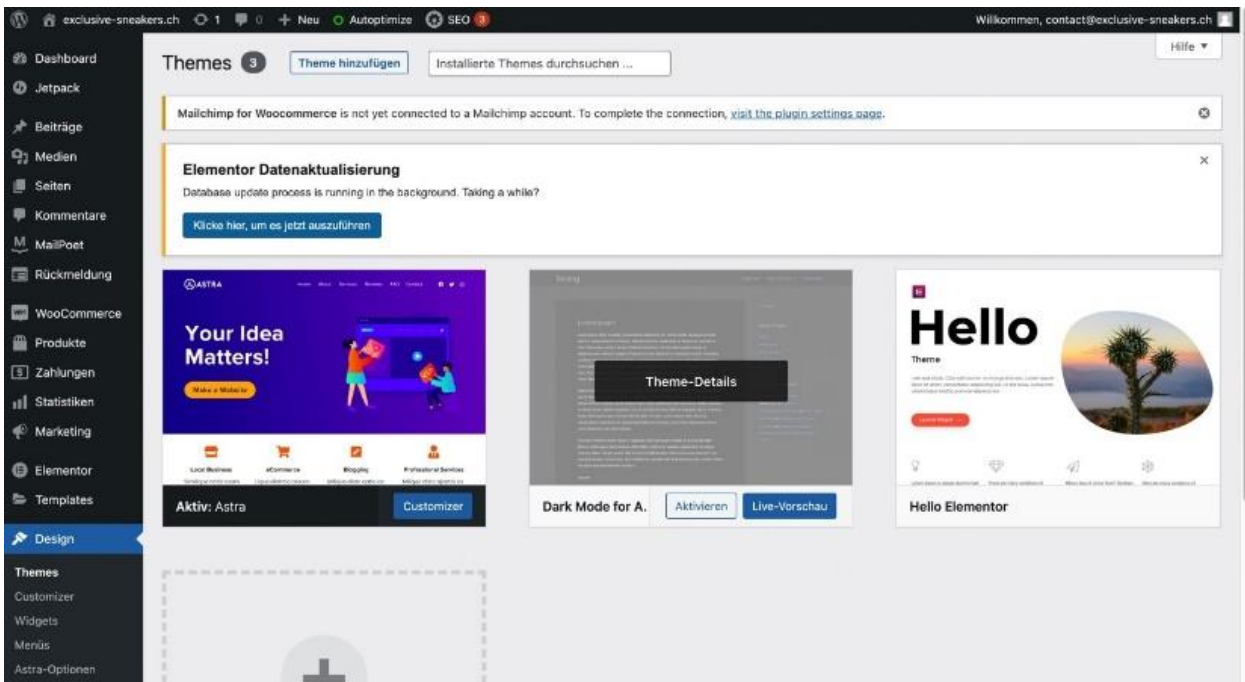 exclusive-sneakers.ch 1 0 + Neu Autoptimize SEO 3 Willkommen, contact@exclusive-sneakers.ch
Hilfe ▼
Dashboard
Jetpack
Beiträge
Medien
Seiten
Kommentare
MailPoet
Rückmeldung
WooCommerce
Produkte
Zahlungen
Statistiken
Marketing
Elementor
Templates
Design
Themes
Customizer
Widgets
Menüs
Astra-Optionen
Themes 3 Theme hinzufügen Installierte Themes durchsuchen ...
Mailchimp for Woocommerce is not yet connected to a Mailchimp account. To complete the connection, visit the plugin settings page.
Elementor Datenaktualisierung
Database update process is running in the background. Taking a while?
Klicke hier, um es jetzt auszuführen
ASTRA
Your Idea
Matters!
Make a Website
Local Business eCommerce Blogging Professional Services
Aktiv: Astra Customizer
Theme-Details
Dark Mode for A. Aktivieren Live-Vorschau
Hello
Theme
Hello Elementor